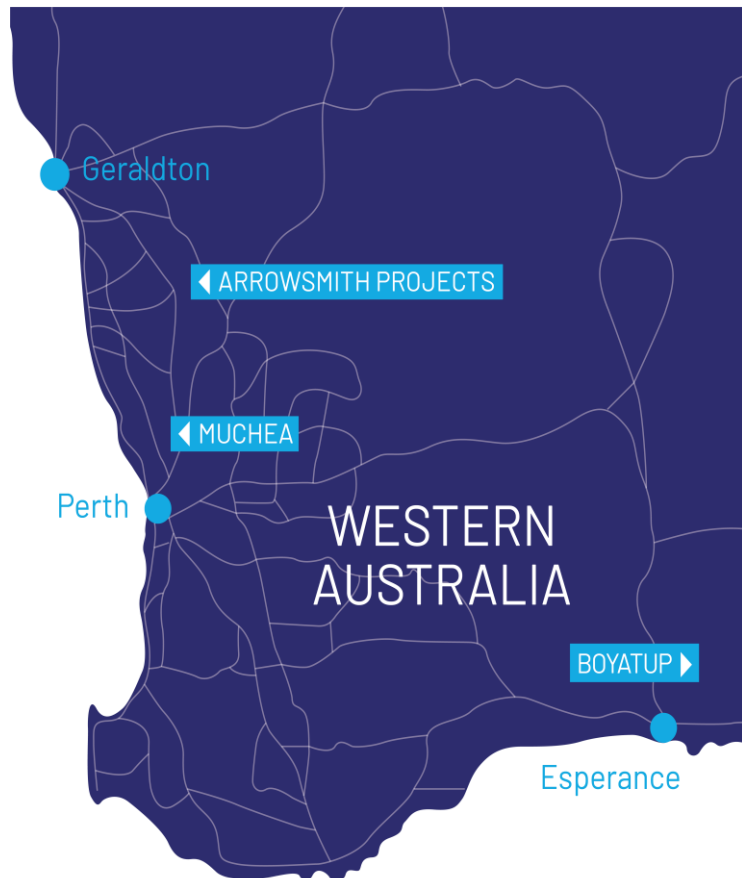 Geraldton
ARROWSMITH PROJECTS
MUCHEA
Perth
WESTERN
AUSTRALIA
BOYATUP
Esperance